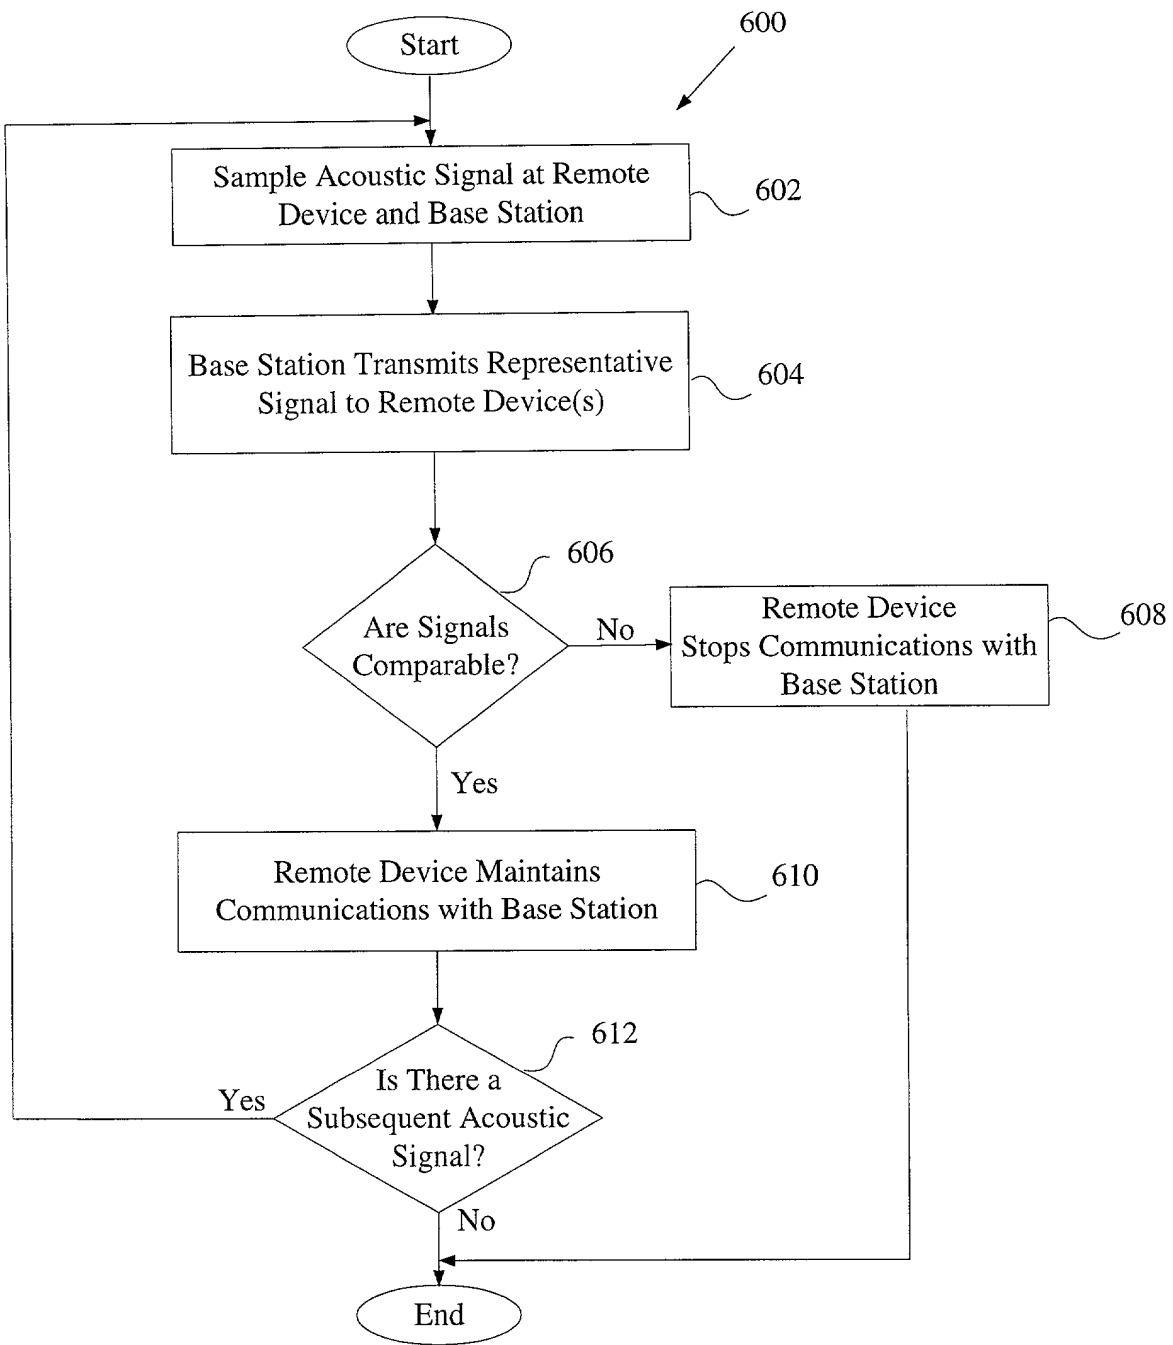 Start
600
Sample Acoustic Signal at Remote
Device and Base Station
602
Base Station Transmits Representative
Signal to Remote Device(s)
604
606
Are Signals
Comparable?
No
Remote Device
Stops Communications with
Base Station
608
Yes
Remote Device Maintains
Communications with Base Station
610
612
Is There a
Subsequent Acoustic
Signal?
Yes
No
End